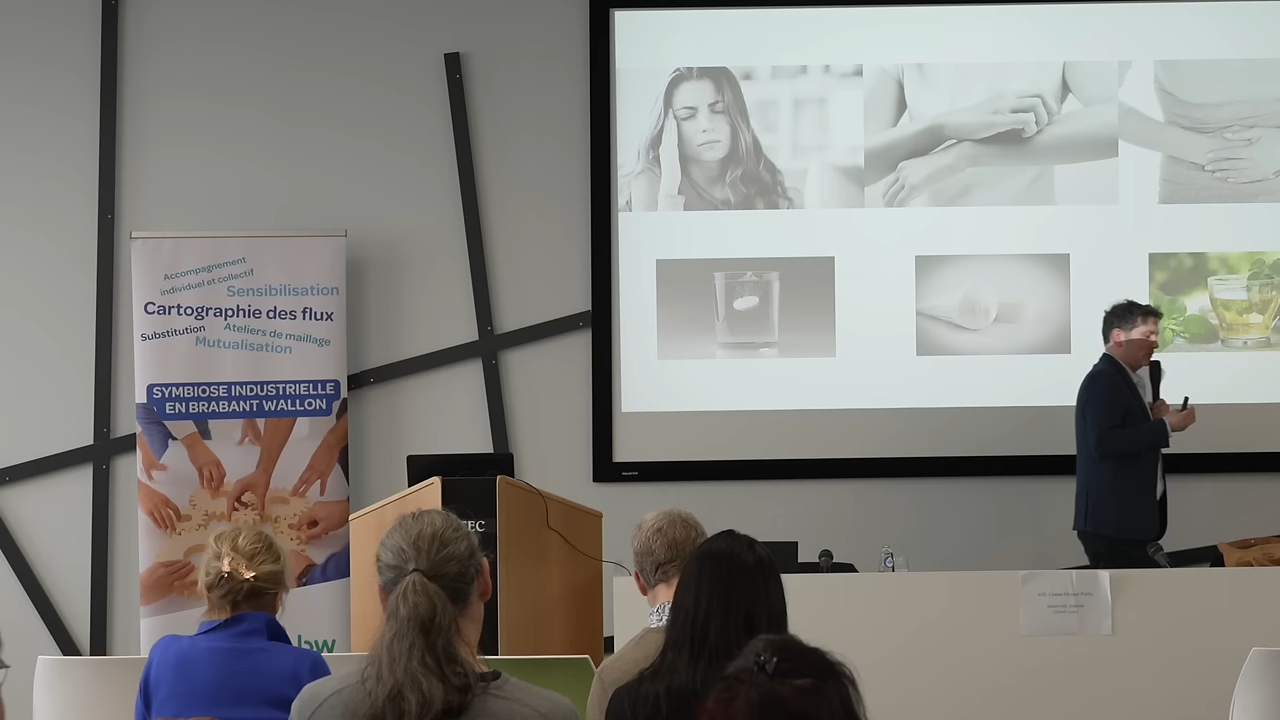 Accompagnement
individuel et collectif
Sensibilisation
Cartographie des flux
Substitution
Ateliers de maillage
Mutualisation
SYMBIOSE INDUSTRIELLE
EN BRABANT WALLON
bw
TEC